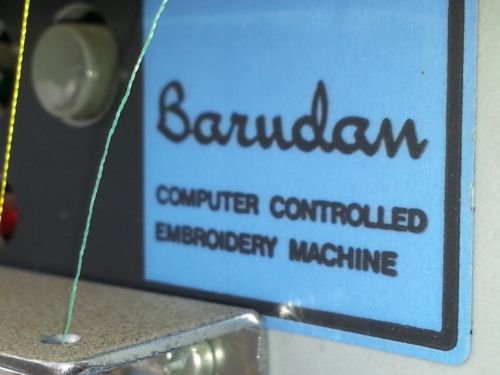 Barudan
COMPUTER CONTROLLED
EMBROIDERY MACHINE